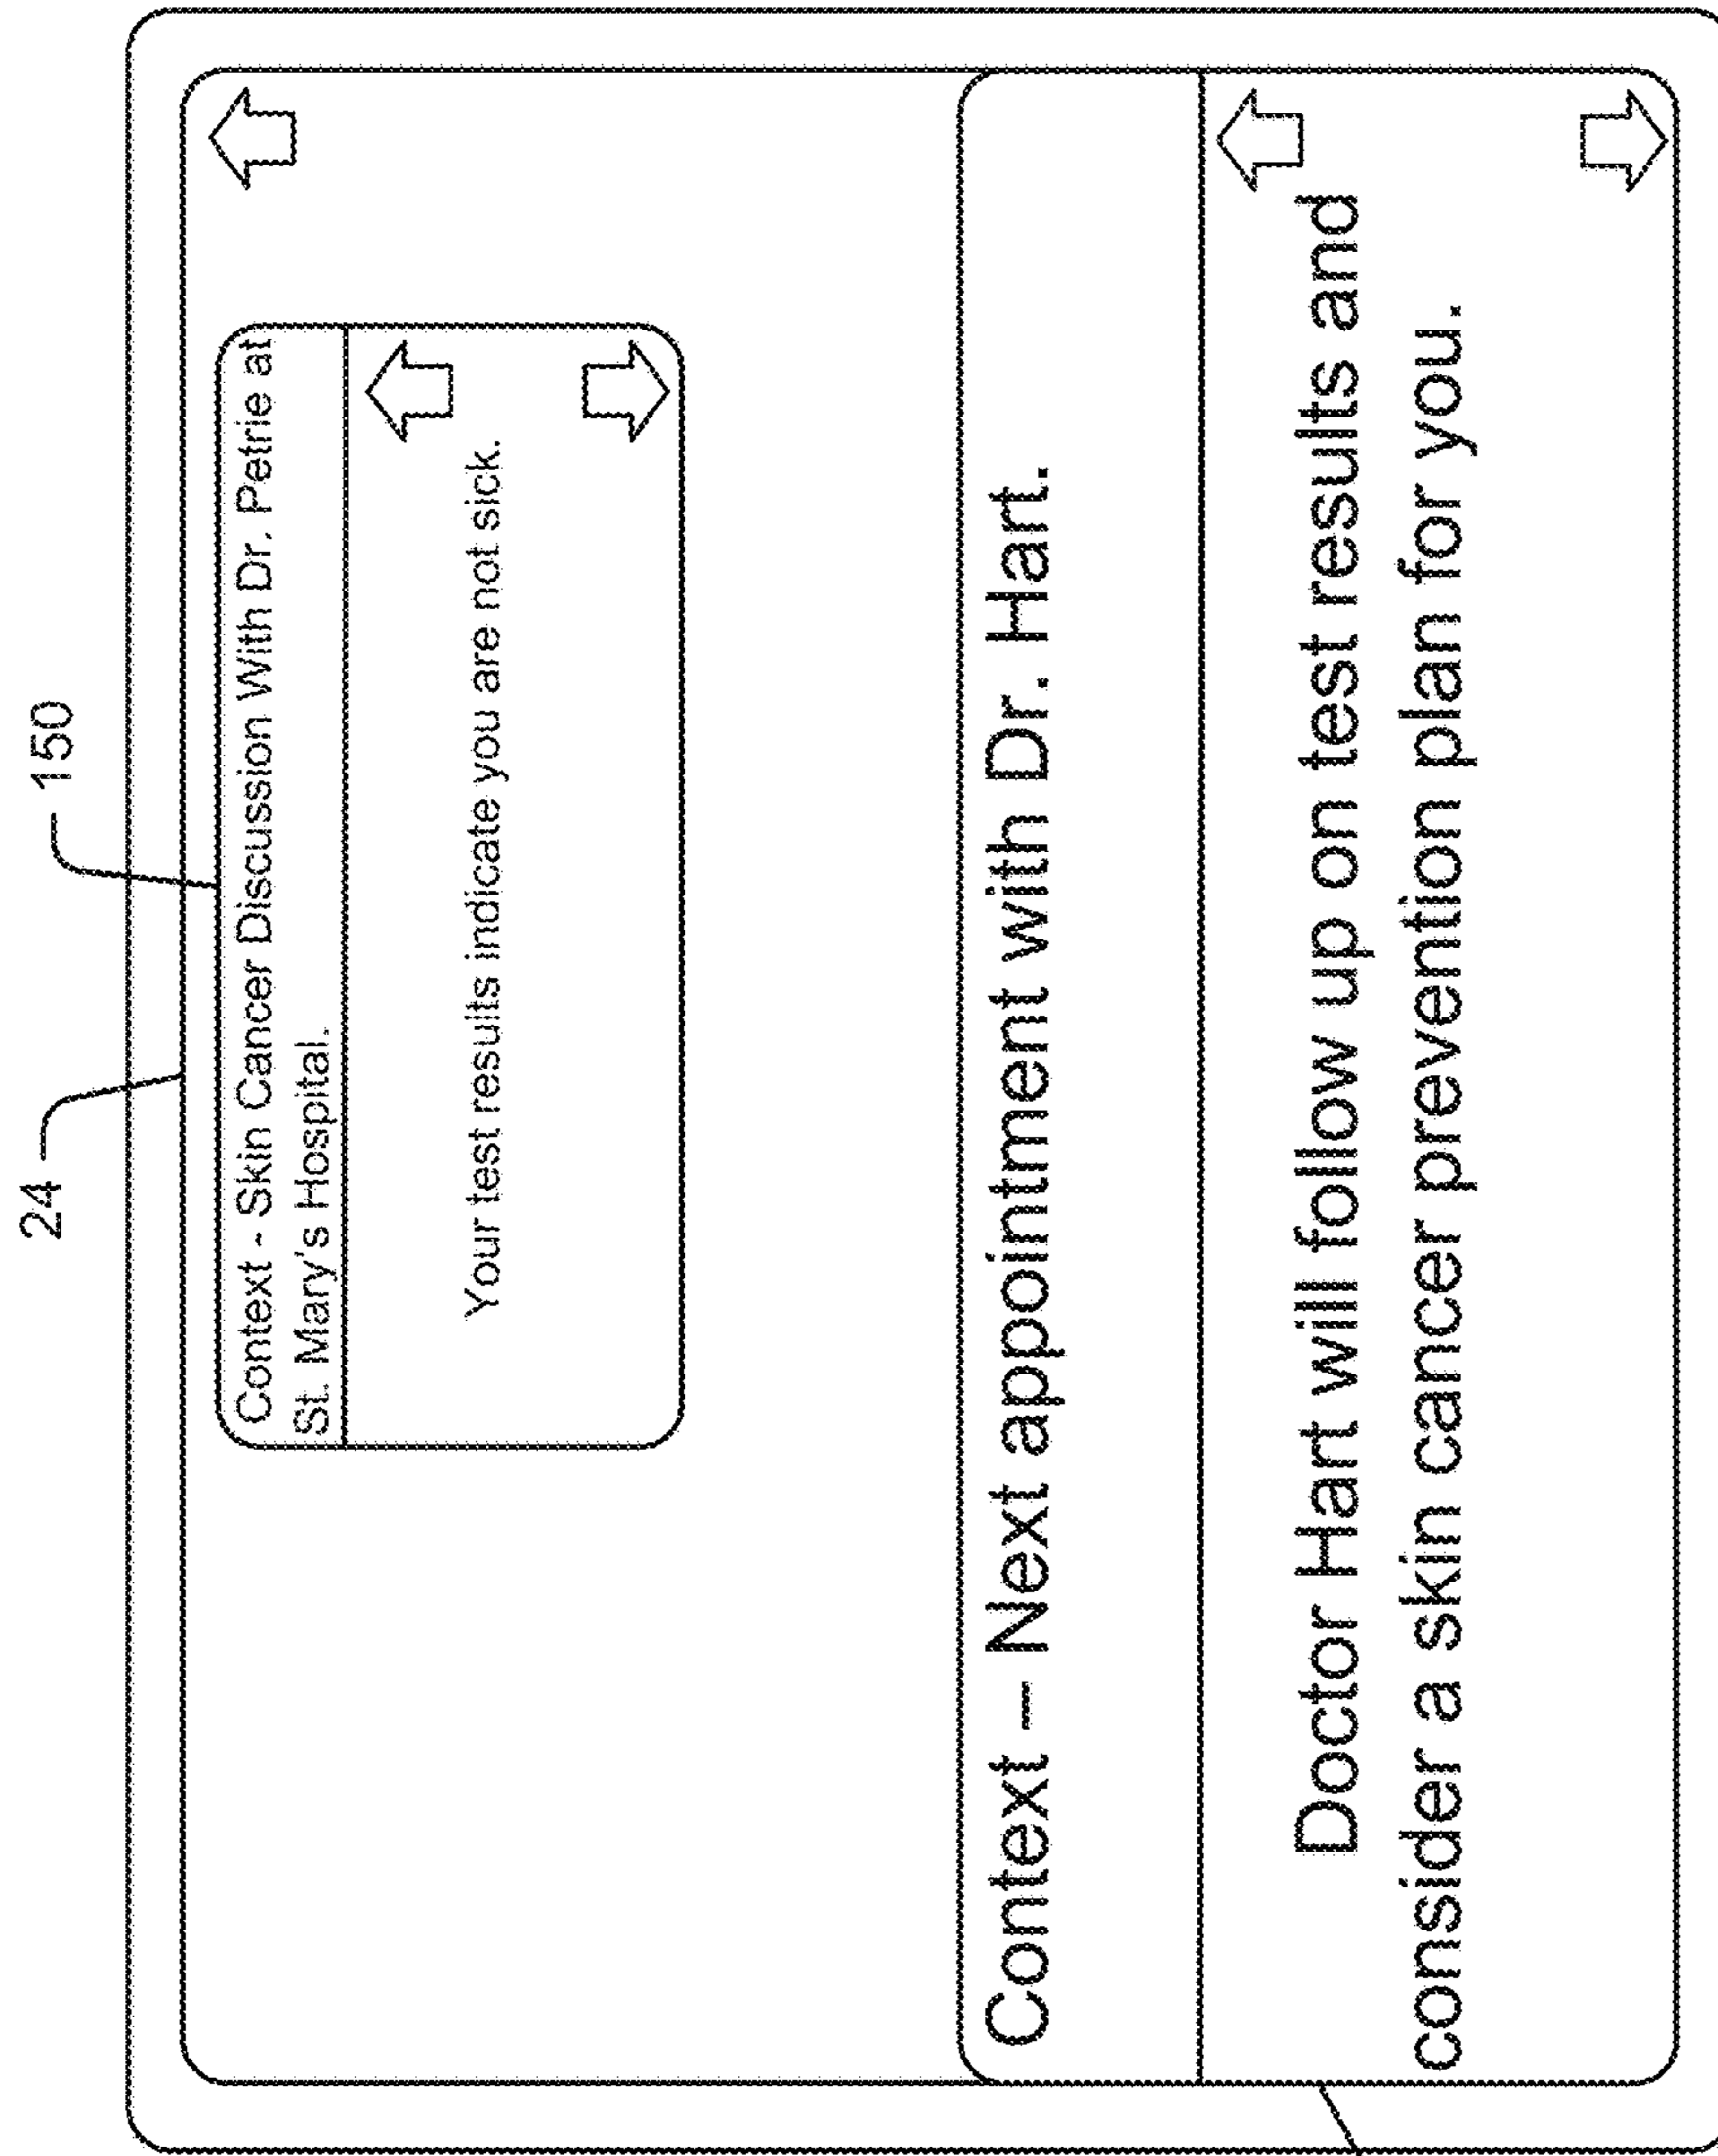 24
150
Context - Skin Cancer Discussion With Dr. Petrie at
St. Mary's Hospital.
Your test results indicate you are not sick.
Context – Next appointment with Dr. Hart.
Doctor Hart will follow up on test results and
consider a skin cancer prevention plan for you.